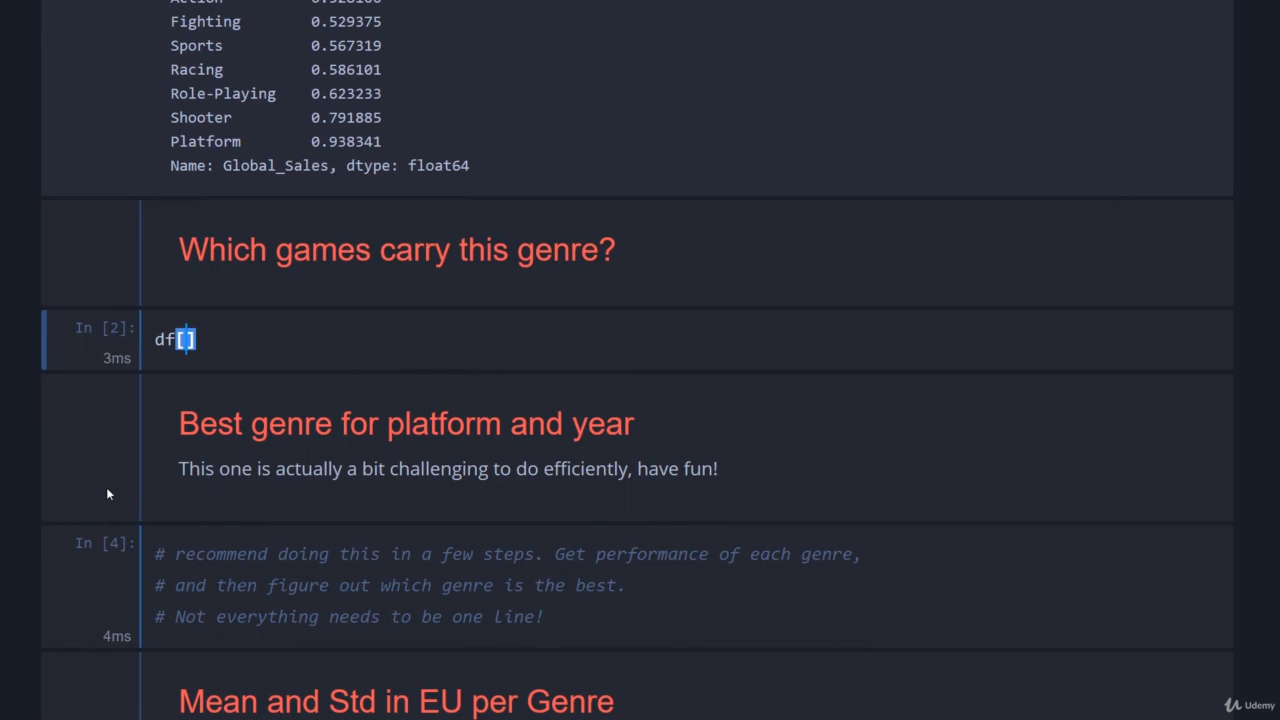 Fighting 0.529375
Sports 0.567319
Racing 0.586101
Role-Playing 0.623233
Shooter 0.791885
Platform 0.938341
Name: Global_Sales, dtype: float64
Which games carry this genre?
In [2]:
df[]
3ms
Best genre for platform and year
This one is actually a bit challenging to do efficiently, have fun!
In [4]:
# recommend doing this in a few steps. Get performance of each genre,
# and then figure out which genre is the best.
# Not everything needs to be one line!
4ms
Mean and Std in EU per Genre
Udemy